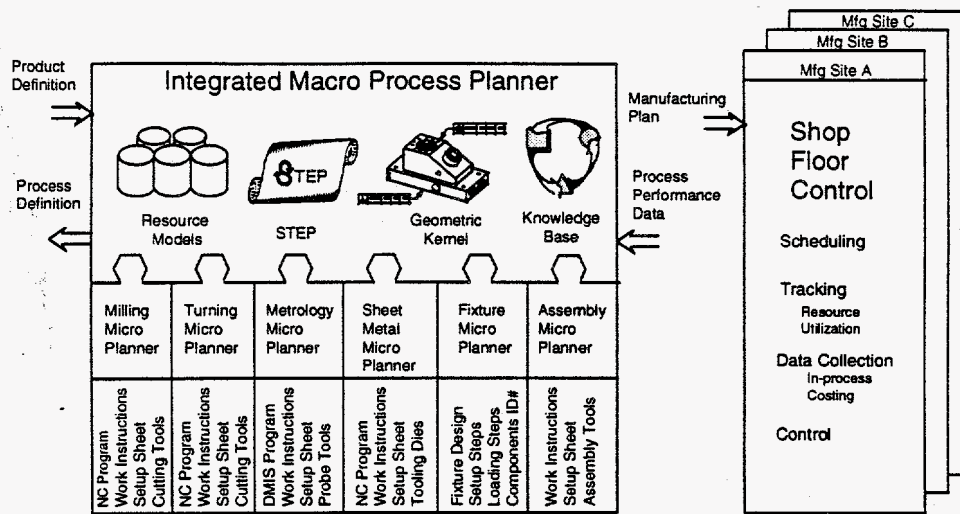 Mfg Site C
Mfg Site B
Mfg Site A
Product
Definition
Process
Definition
Integrated Macro Process Planner
Resource
Models
STEP
STEP
Geometric
Kernel
Knowledge
Base
Manufacturing
Plan
Process
Performance
Data
Shop
Floor
Control
Scheduling
Tracking
Resource
Utilization
Data Collection
In-process
Costing
Control
Milling
Micro
Planner
Turning
Micro
Planner
Metrology
Micro
Planner
Sheet
Metal
Micro
Planner
Fixture
Micro
Planner
Assembly
Micro
Planner
NC Program
Work Instructions
Setup Sheet
Cutting Tools
NC Program
Work Instructions
Setup Sheet
Cutting Tools
DMIS Program
Work Instructions
Setup Sheet
Probe Tools
NC Program
Work Instructions
Setup Sheet
Tooling Dies
Fixture Design
Setup Steps
Loading Steps
Components ID#
Work Instructions
Setup Sheet
Assembly Tools